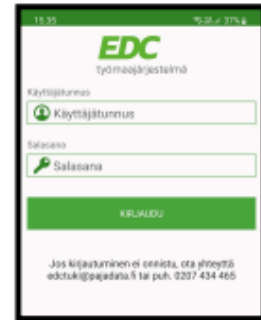 15.35
37%
EDC
työmaajärjestelmä
Käyttäjätunnus
Käyttäjätunnus
Salasana
Salasana
KIRJAUDU
Jos kirjautuminen ei onnistu, ota yhteyttä
edctuki@pajadata.fi tai puh. 0207 434 465